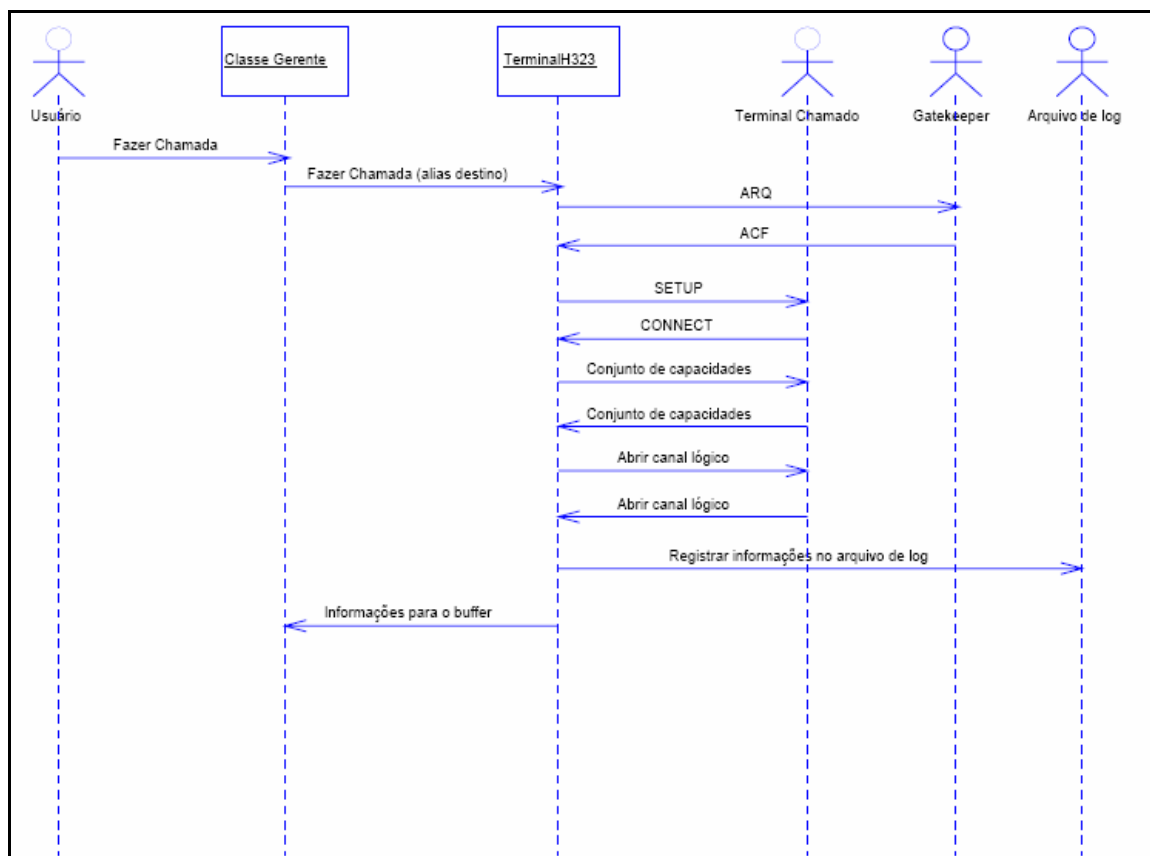 Classe Gerente
TerminalH323
Usuário
Terminal Chamado
Gatekeeper
Arquivo de log
Fazer Chamada
Fazer Chamada (alias destino)
ARQ
ACF
SETUP
CONNECT
Conjunto de capacidades
Conjunto de capacidades
Abrir canal lógico
Abrir canal lógico
Registrar informações no arquivo de log
Informações para o buffer